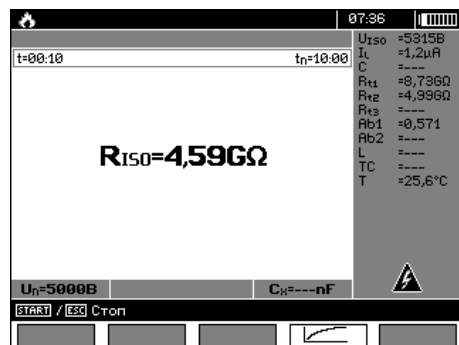 07:36
t=00:10 tn=10:00
RISO=4,59GΩ
Un=5000В Cx=---nF
UISO =5315В
IL =1,2µA
C =---
Rt1 =8,73GΩ
Rt2 =4,99GΩ
Rt3 =---
Ab1 =0,571
Ab2 =---
L =---
TC =---
T =25,6°C
START / ESC Стоп